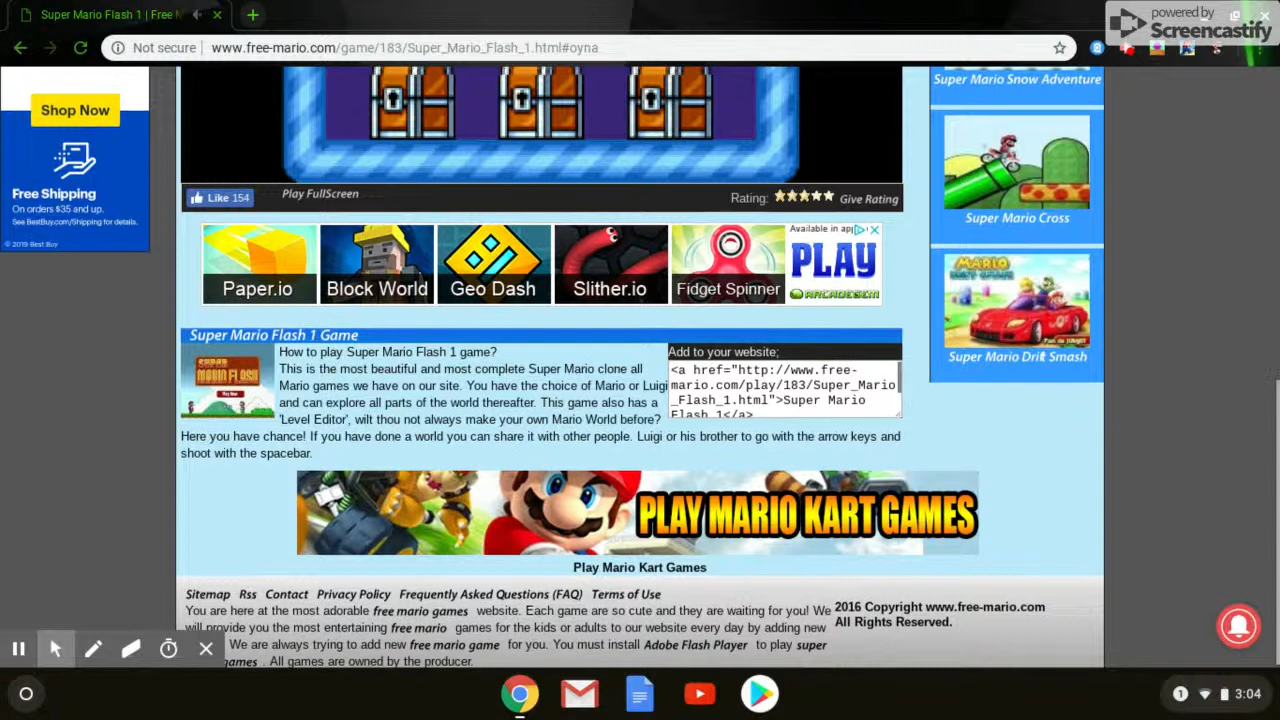 Super Mario Flash 1 | Free M
powered by
Screencastify
Not secure
www.free-mario.com/game/183/Super_Mario_Flash_1.html#oyna
Shop Now
Free Shipping
On orders $35 and up.
See BestBuy.com/Shipping for details.
© 2019 Best Buy
Super Mario Snow Adventure
Super Mario Cross
Super Mario Drift Smash
Like 154
Play FullScreen
Rating:
Give Rating
Paper.io
Block World
Geo Dash
Slither.io
Fidget Spinner
Available in app
PLAY
Super Mario Flash 1 Game
How to play Super Mario Flash 1 game?
This is the most beautiful and most complete Super Mario clone all
Mario games we have on our site. You have the choice of Mario or Luigi
and can explore all parts of the world thereafter. This game also has a
'Level Editor', wilt thou not always make your own Mario World before?
Here you have chance! If you have done a world you can share it with other people. Luigi or his brother to go with the arrow keys and
shoot with the spacebar.
Add to your website;
<a href="http://www.free-
mario.com/play/183/Super_Mario
_Flash_1.html">Super Mario
Flash 1</a>
PLAY MARIO KART GAMES
Play Mario Kart Games
Sitemap Rss Contact Privacy Policy Frequently Asked Questions (FAQ) Terms of Use
You are here at the most adorable free mario games website. Each game are so cute and they are waiting for you! We
will provide you the most entertaining free mario games for the kids or adults to our website every day by adding new
We are always trying to add new free mario game for you. You must install Adobe Flash Player to play super
games . All games are owned by the producer.
2016 Copyright www.free-mario.com
All Rights Reserved.
1
3:04